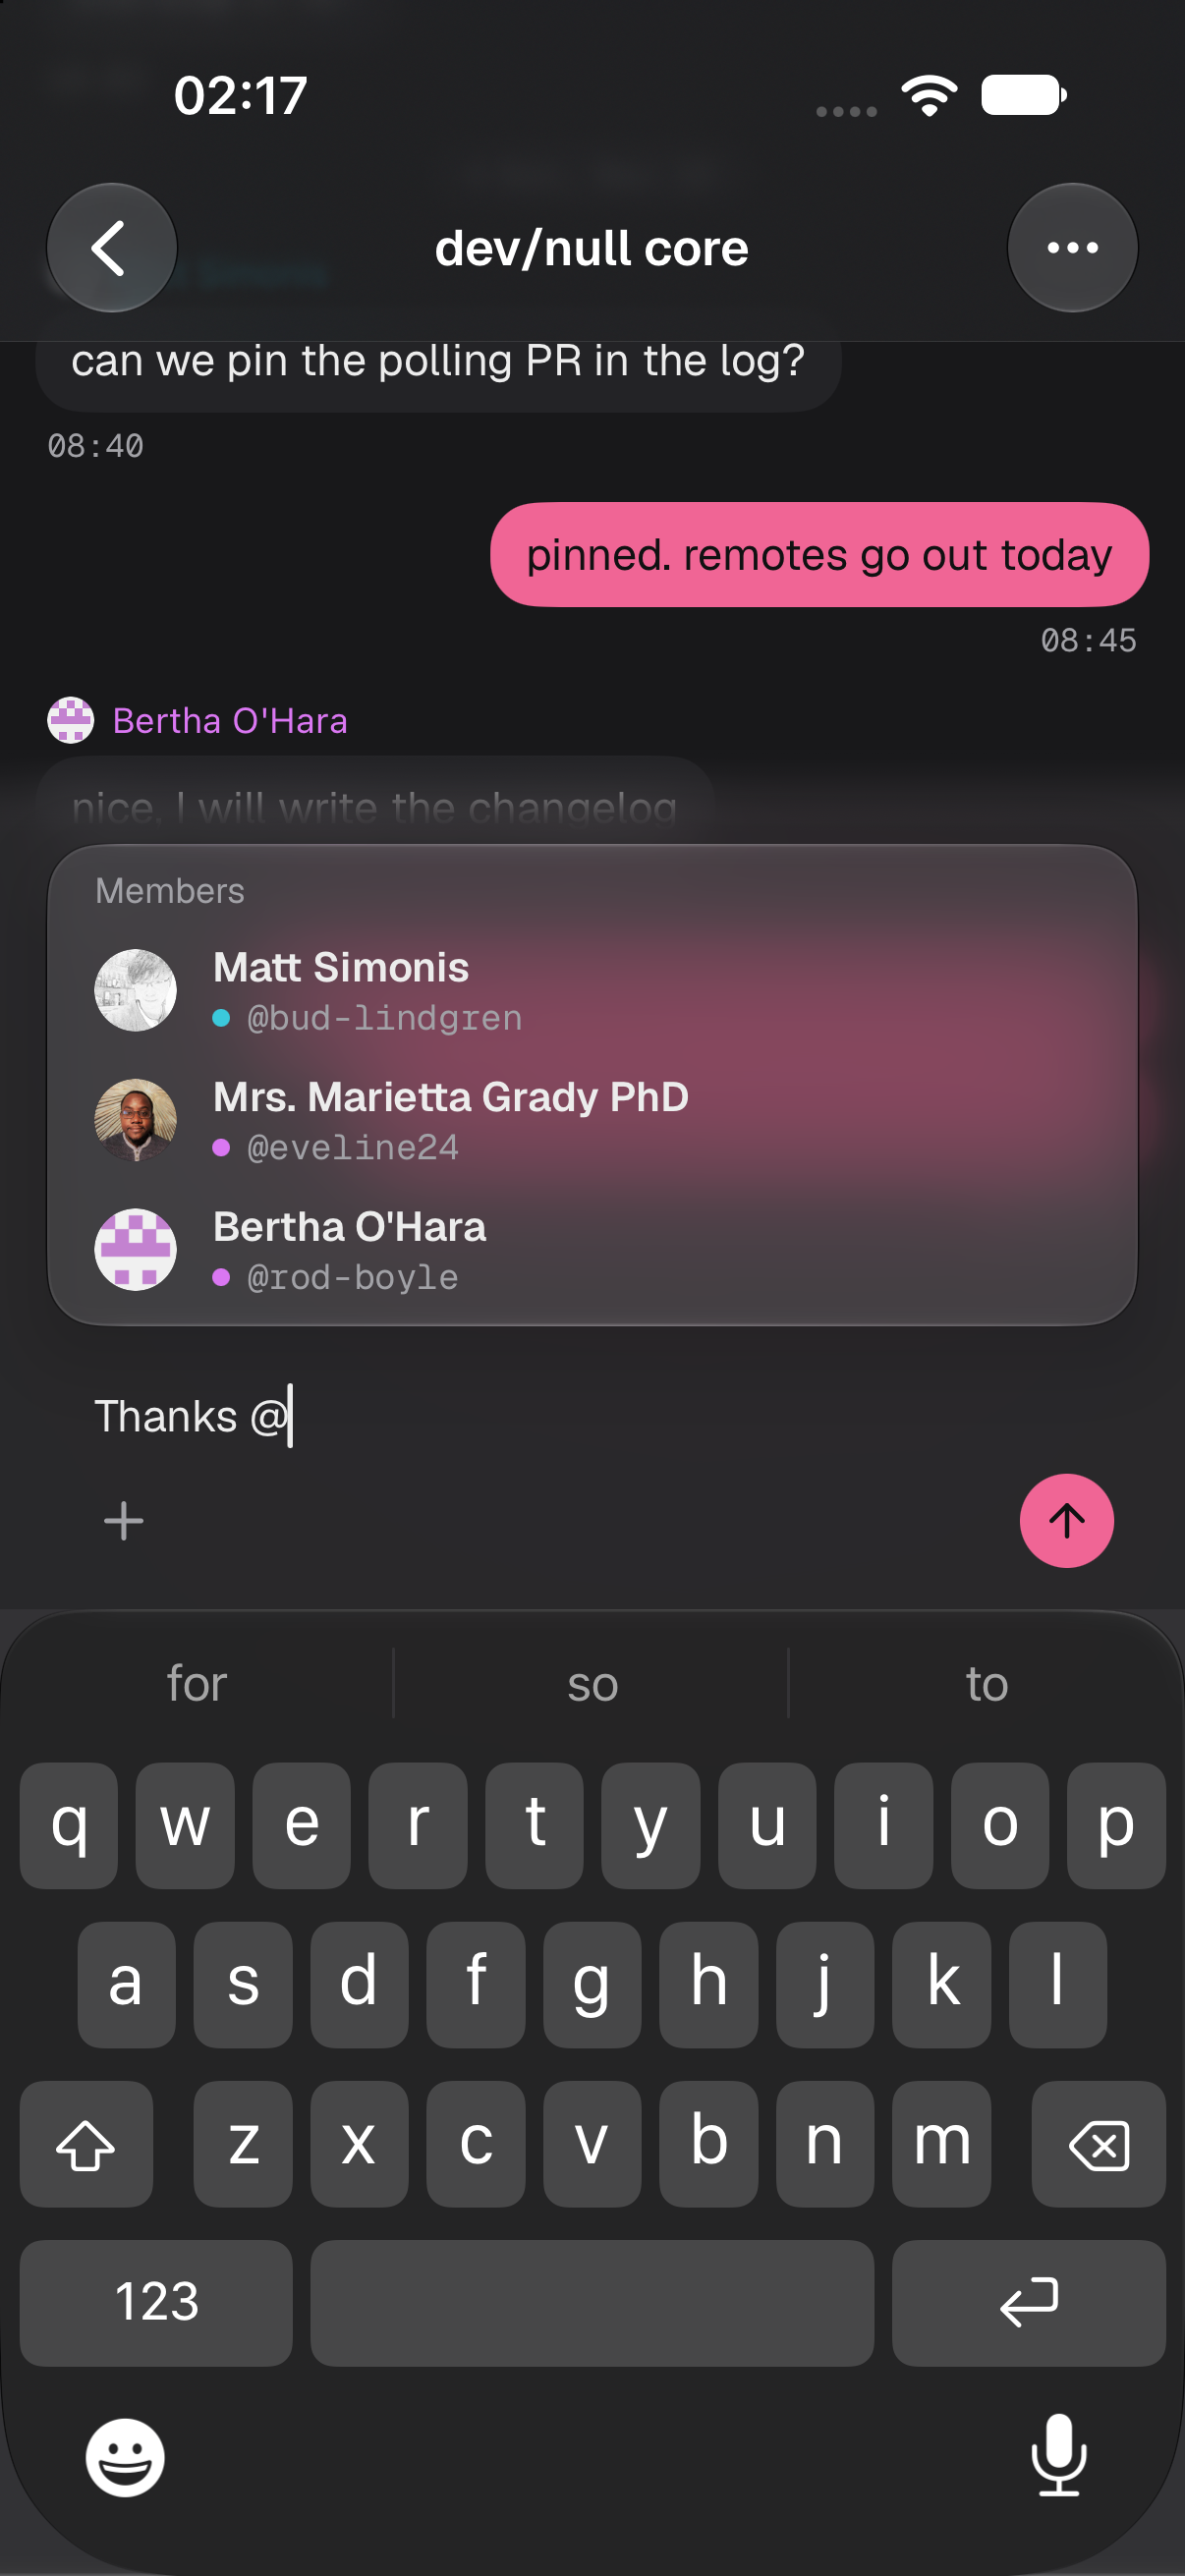 02:17
dev/null core
can we pin the polling PR in the log?
08:40
pinned. remotes go out today
08:45
Bertha O'Hara
nice. I will write the changelog
Members
Matt Simonis
@bud-lindgren
Mrs. Marietta Grady PhD
@eveline24
Bertha O'Hara
@rod-boyle
Thanks @
for so to
q w e r t y u i o p
a s d f g h j k l
z x c v b n m
123